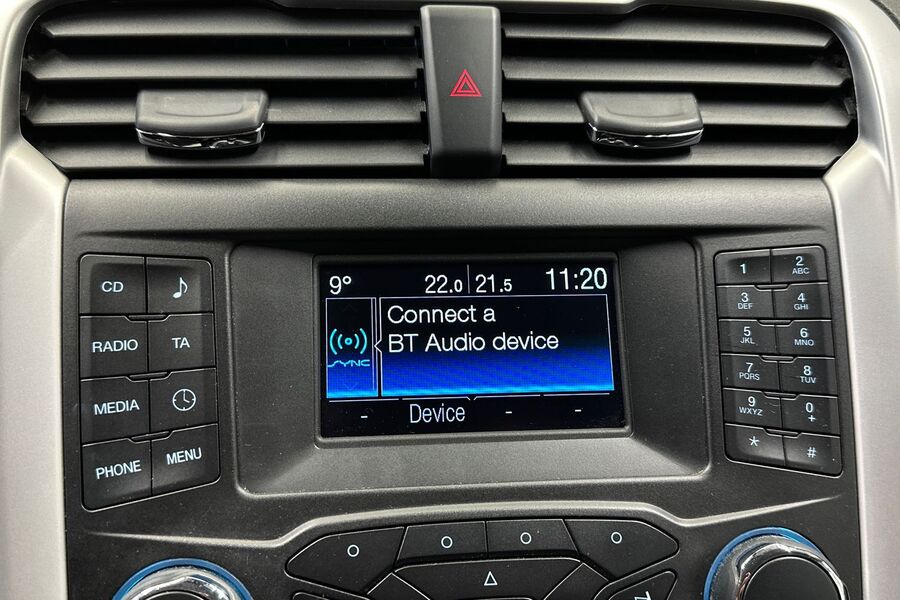 9° 22.0 21.5 11:20
Connect a
BT Audio device
SYNC
- Device - -
CD
RADIO TA
MEDIA
PHONE MENU
1 2 ABC
3 DEF 4 GHI
5 JKL 6 MNO
7 PQRS 8 TUV
9 WXYZ 0 +
* #